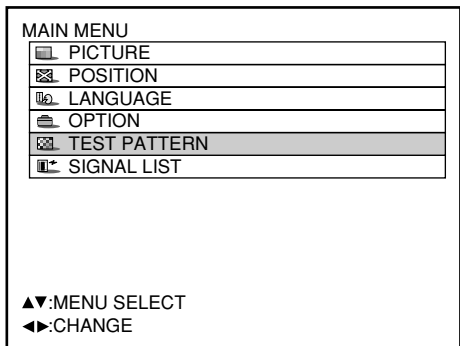 MAIN MENU
PICTURE
POSITION
LANGUAGE
OPTION
TEST PATTERN
SIGNAL LIST
▲▼:MENU SELECT
◄►:CHANGE